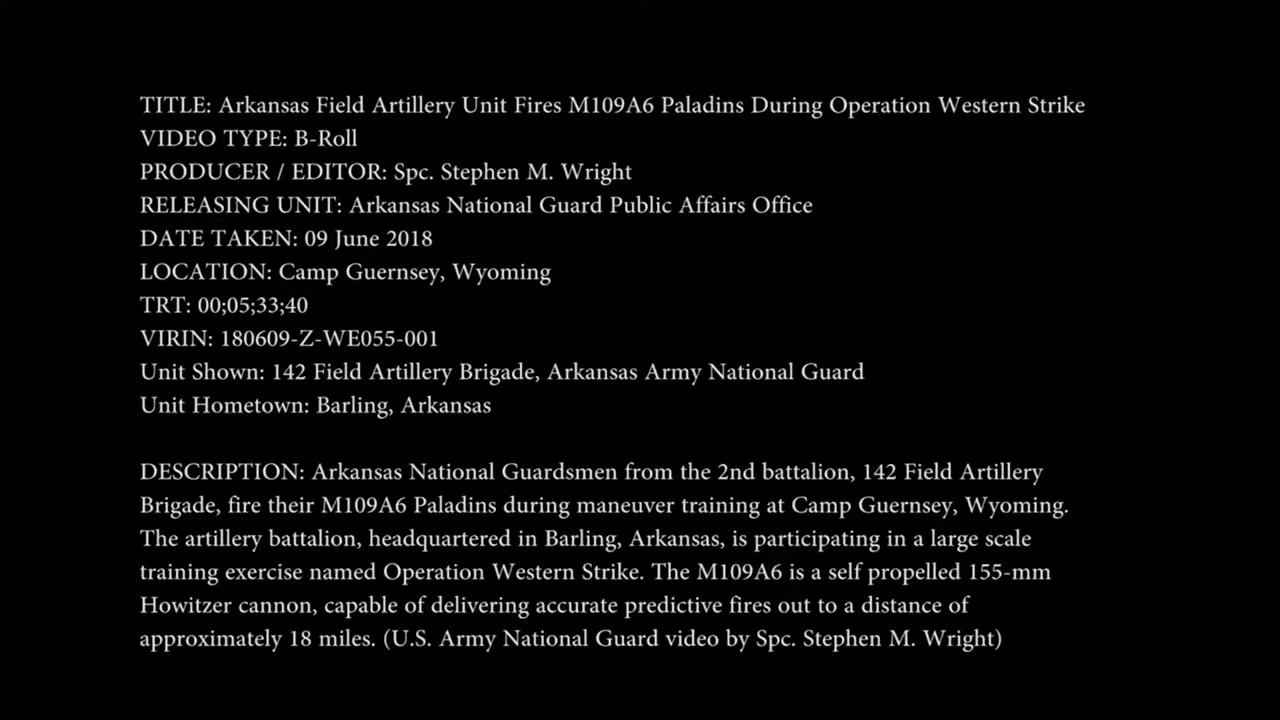 TITLE: Arkansas Field Artillery Unit Fires M109A6 Paladins During Operation Western Strike
VIDEO TYPE: B-Roll
PRODUCER / EDITOR: Spc. Stephen M. Wright
RELEASING UNIT: Arkansas National Guard Public Affairs Office
DATE TAKEN: 09 June 2018
LOCATION: Camp Guernsey, Wyoming
TRT: 00;05;33;40
VIRIN: 180609-Z-WE055-001
Unit Shown: 142 Field Artillery Brigade, Arkansas Army National Guard
Unit Hometown: Barling, Arkansas
DESCRIPTION: Arkansas National Guardsmen from the 2nd battalion, 142 Field Artillery
Brigade, fire their M109A6 Paladins during maneuver training at Camp Guernsey, Wyoming.
The artillery battalion, headquartered in Barling, Arkansas, is participating in a large scale
training exercise named Operation Western Strike. The M109A6 is a self propelled 155-mm
Howitzer cannon, capable of delivering accurate predictive fires out to a distance of
approximately 18 miles. (U.S. Army National Guard video by Spc. Stephen M. Wright)